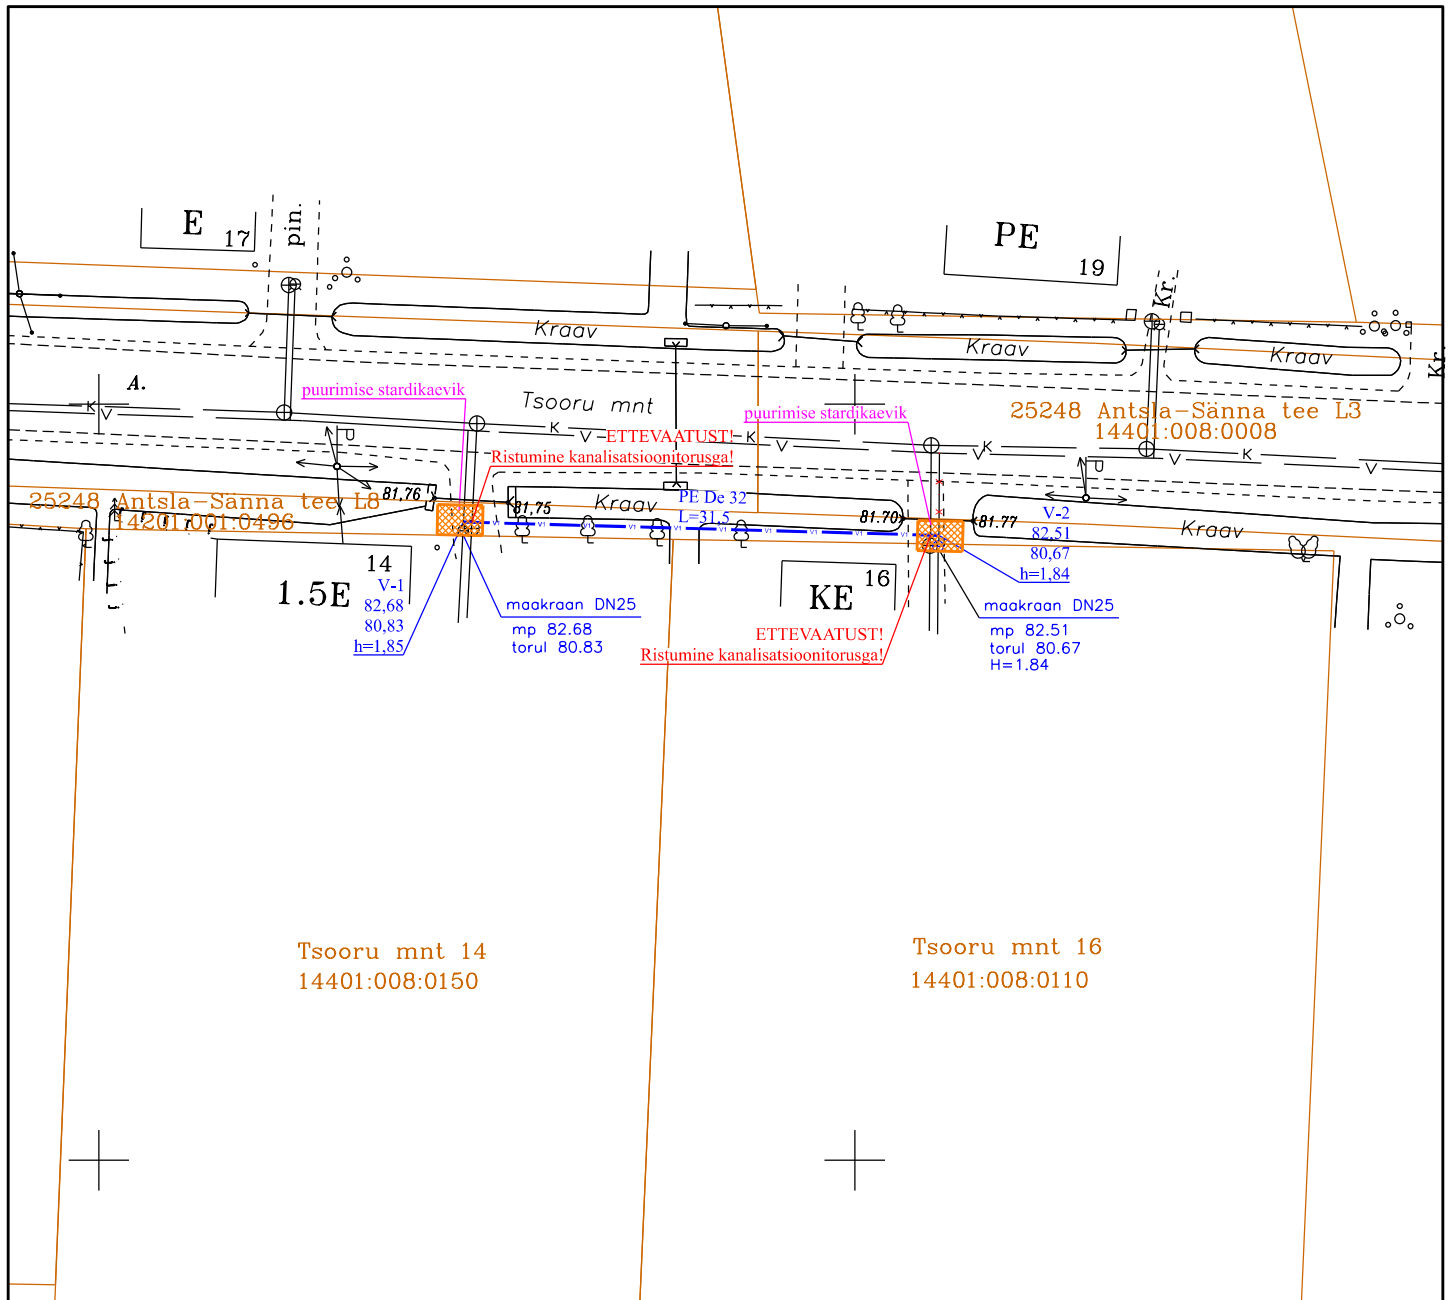 E
17
pin.
PE
19
Kr.
Kraav
Kraav
Kraav
Kr.
A.
puurimise stardikaevik
Tsooru mnt
puurimise stardikaevik
25248 Antsla-Sänna tee L3
14401:008:0008
K
V
K
V
K
V
K
V
K
V
K
ETTEVAATUST!
Ristumine kanalisatsioonitorusga!
25248 Antsla-Sänna tee L8
14201:001:0496
81,76
81,75
Kraav
PE De 32
L=31,5
81.70
81.77
V-2
82,51
80,67
h=1,84
Kraav
14
1.5E
V-1
82,68
80,83
h=1,85
maakraan DN25
mp 82.68
torul 80.83
16
KE
maakraan DN25
mp 82.51
torul 80.67
H=1.84
ETTEVAATUST!
Ristumine kanalisatsioonitorusga!
Tsooru mnt 14
14401:008:0150
Tsooru mnt 16
14401:008:0110